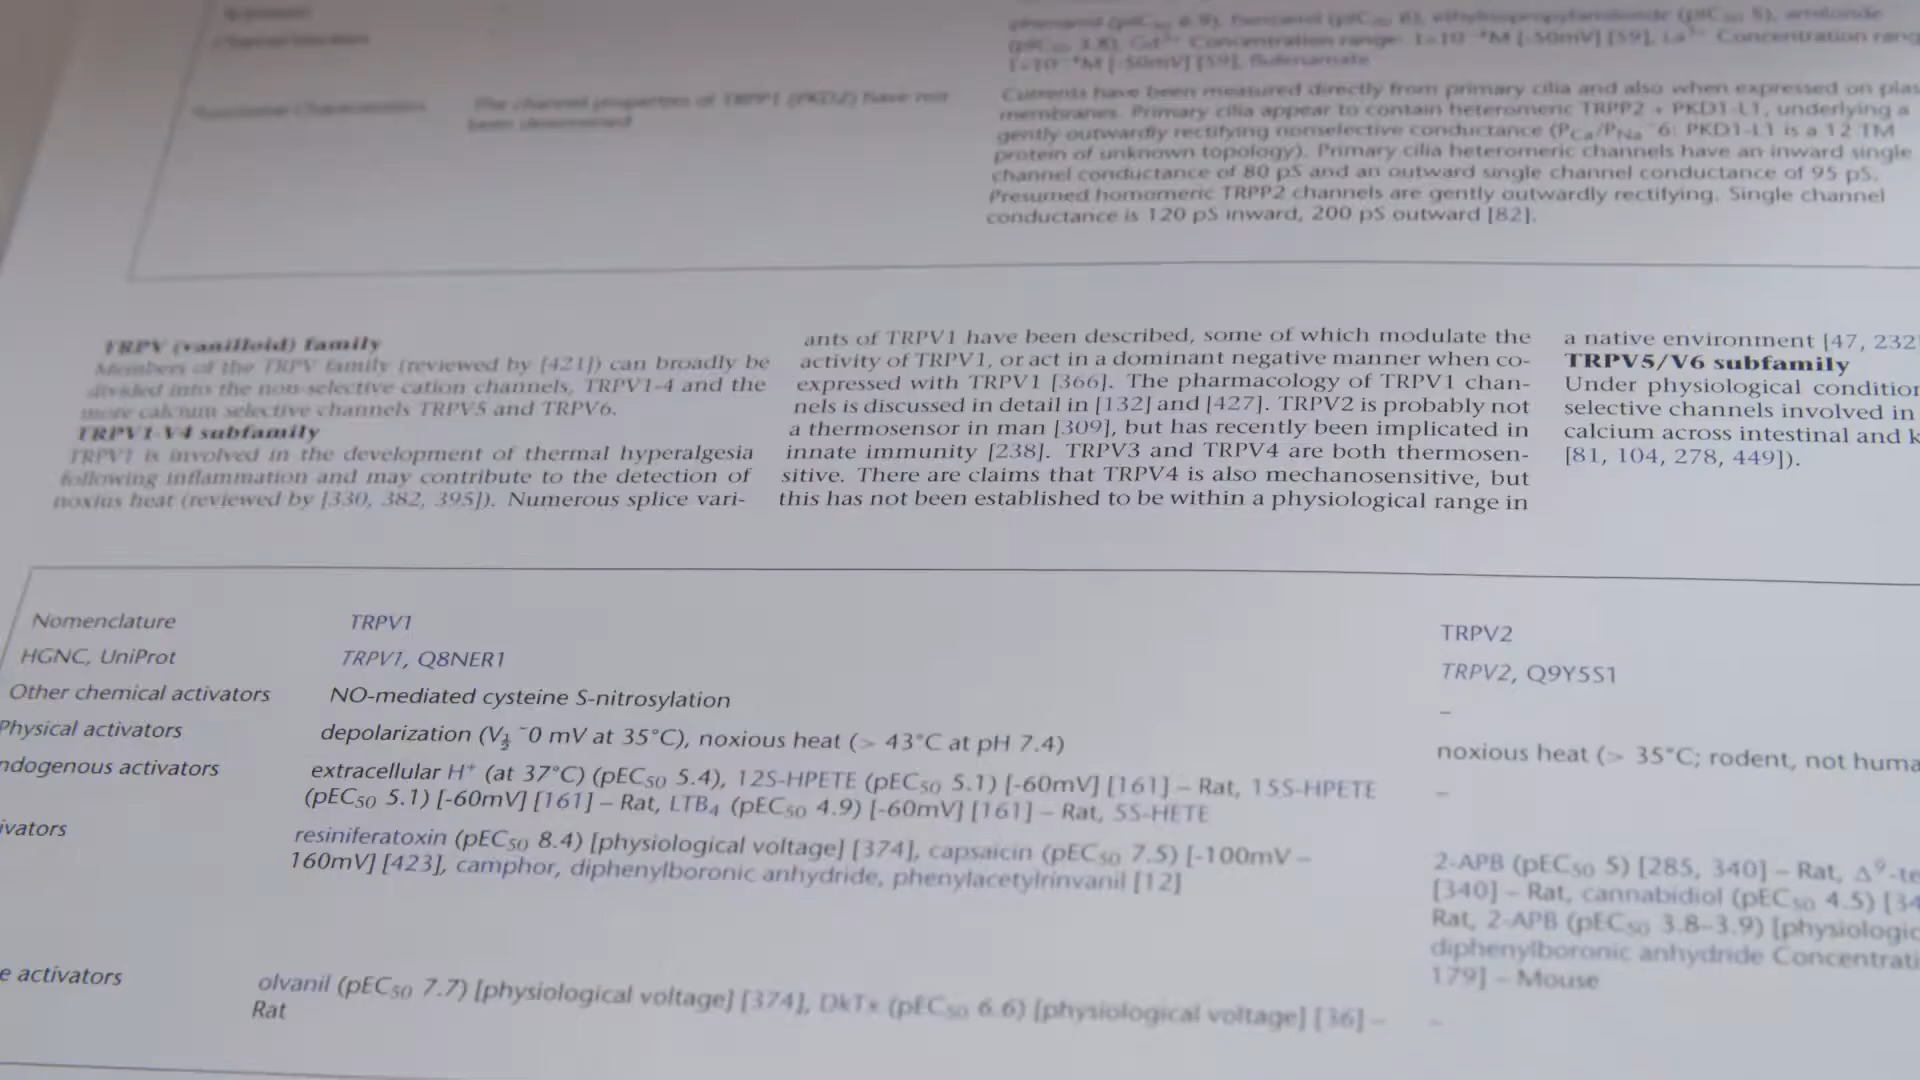 The channel properties of TRPP1 (PKD2) have not
been determined
Currents have been measured directly from primary cilia and also when expressed on plas
membranes. Primary cilia appear to contain heteromeric TRPP2 + PKD1-L1, underlying a
gently outwardly rectifying nonselective conductance (PCa/PNa ~6: PKD1-L1 is a 12 TM
protein of unknown topology). Primary cilia heteromeric channels have an inward single
channel conductance of 80 pS and an outward single channel conductance of 95 pS.
Presumed homomeric TRPP2 channels are gently outwardly rectifying. Single channel
conductance is 120 pS inward, 200 pS outward [82].
TRPV (vanilloid) family
Members of the TRPV family (reviewed by [421]) can broadly be
divided into the non-selective cation channels, TRPV1-4 and the
more calcium selective channels TRPV5 and TRPV6.
TRPV1-V4 subfamily
TRPV1 is involved in the development of thermal hyperalgesia
following inflammation and may contribute to the detection of
noxius heat (reviewed by [330, 382, 395]). Numerous splice vari-
ants of TRPV1 have been described, some of which modulate the
activity of TRPV1, or act in a dominant negative manner when co-
expressed with TRPV1 [366]. The pharmacology of TRPV1 chan-
nels is discussed in detail in [132] and [427]. TRPV2 is probably not
a thermosensor in man [309], but has recently been implicated in
innate immunity [238]. TRPV3 and TRPV4 are both thermosen-
sitive. There are claims that TRPV4 is also mechanosensitive, but
this has not been established to be within a physiological range in
a native environment [47, 232
TRPV5/V6 subfamily
Under physiological condition
selective channels involved in
calcium across intestinal and k
[81, 104, 278, 449]).
Nomenclature TRPV1 TRPV2
HGNC, UniProt TRPV1, Q8NER1 TRPV2, Q9Y5S1
Other chemical activators NO-mediated cysteine S-nitrosylation –
Physical activators depolarization (V½ ~0 mV at 35°C), noxious heat (> 43°C at pH 7.4) noxious heat (> 35°C; rodent, not huma
ndogenous activators extracellular H+ (at 37°C) (pEC50 5.4), 12S-HPETE (pEC50 5.1) [-60mV] [161] – Rat, 15S-HPETE –
(pEC50 5.1) [-60mV] [161] – Rat, LTB4 (pEC50 4.9) [-60mV] [161] – Rat, 5S-HETE
ivators resiniferatoxin (pEC50 8.4) [physiological voltage] [374], capsaicin (pEC50 7.5) [-100mV –
160mV] [423], camphor, diphenylboronic anhydride, phenylacetylrinvanil [12]
2-APB (pEC50 5) [285, 340] – Rat, Δ9-te
[340] – Rat, cannabidiol (pEC50 4.5) [34
Rat, 2-APB (pEC50 3.8–3.9) [physiologic
diphenylboronic anhydride Concentrati
179] – Mouse
e activators olvanil (pEC50 7.7) [physiological voltage] [374], DkTx (pEC50 6.6) [physiological voltage] [36] – –
Rat